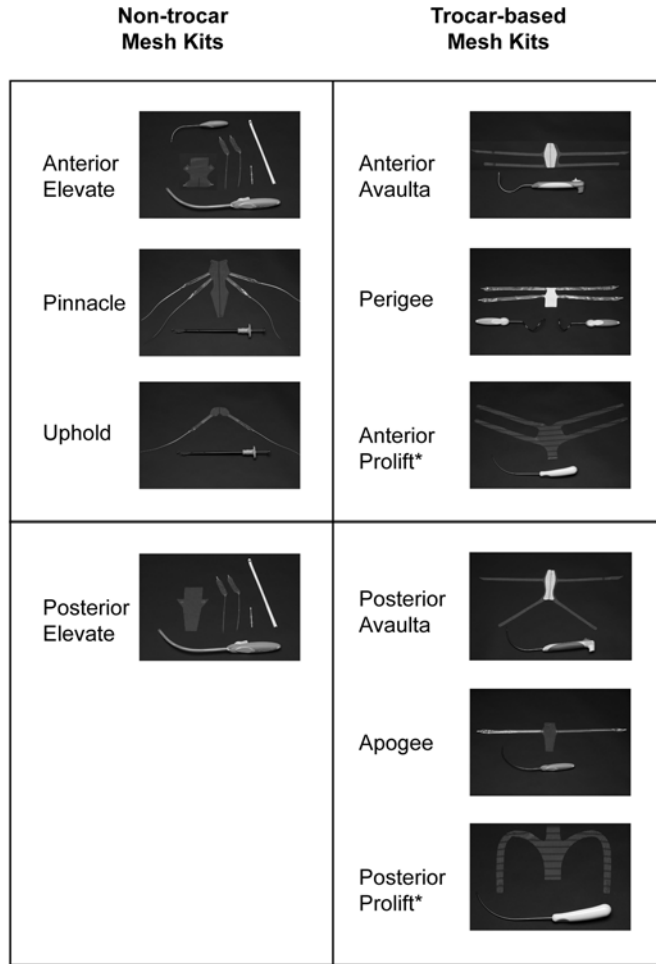 Non-trocar
Mesh Kits
Trocar-based
Mesh Kits
Anterior
Elevate
Anterior
Avaulta
Pinnacle
Perigee
Uphold
Anterior
Prolift*
Posterior
Elevate
Posterior
Avaulta
Apogee
Posterior
Prolift*